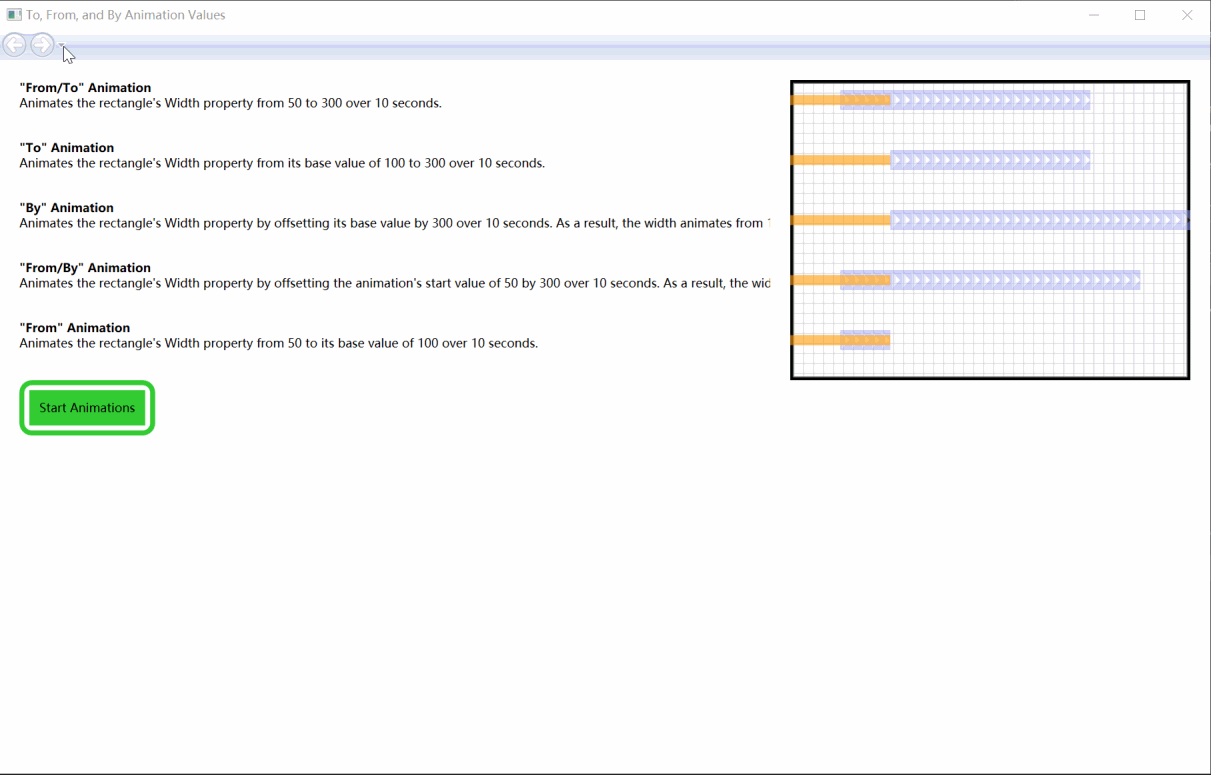 To, From, and By Animation Values
"From/To" Animation
Animates the rectangle's Width property from 50 to 300 over 10 seconds.
"To" Animation
Animates the rectangle's Width property from its base value of 100 to 300 over 10 seconds.
"By" Animation
Animates the rectangle's Width property by offsetting its base value by 300 over 10 seconds. As a result, the width animates from
"From/By" Animation
Animates the rectangle's Width property by offsetting the animation's start value of 50 by 300 over 10 seconds. As a result, the
"From" Animation
Animates the rectangle's Width property from 50 to its base value of 100 over 10 seconds.
Start Animations